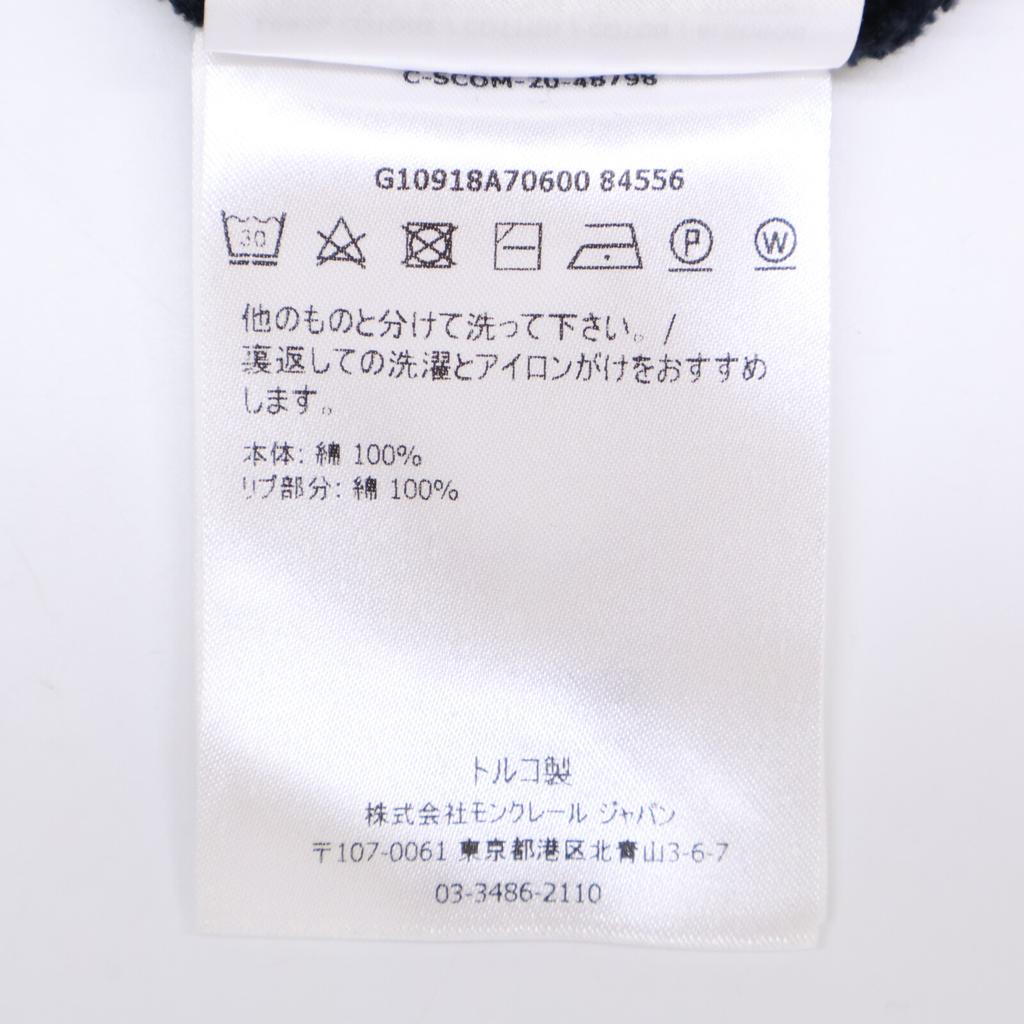 C-SCOM-20-48798
G10918A70600 84556
30
P
W
他のものと分けて洗って下さい。/
裏返しての洗濯とアイロンがけをおすすめ
します。
本体: 綿 100%
リブ部分: 綿 100%
トルコ製
株式会社モンクレール ジャパン
〒107-0061 東京都港区北青山3-6-7
03-3486-2110